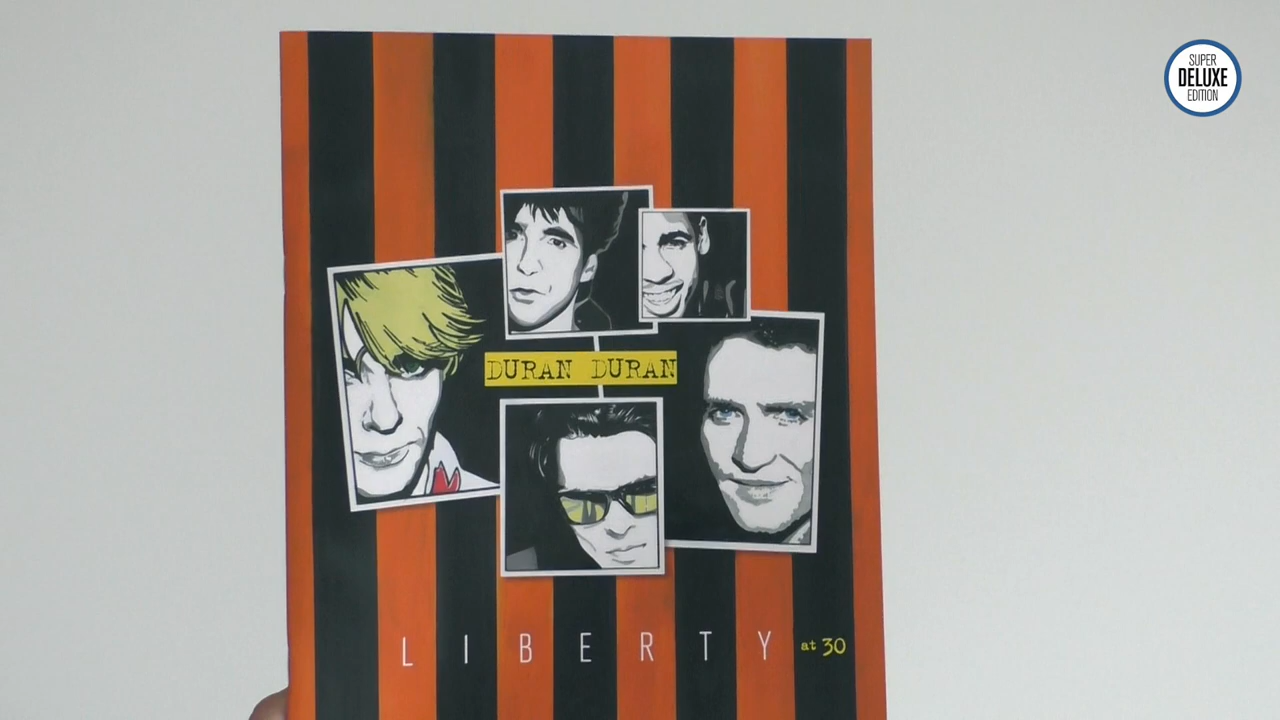 SUPER
DELUXE
EDITION
DURAN DURAN
LIBERTY at 30